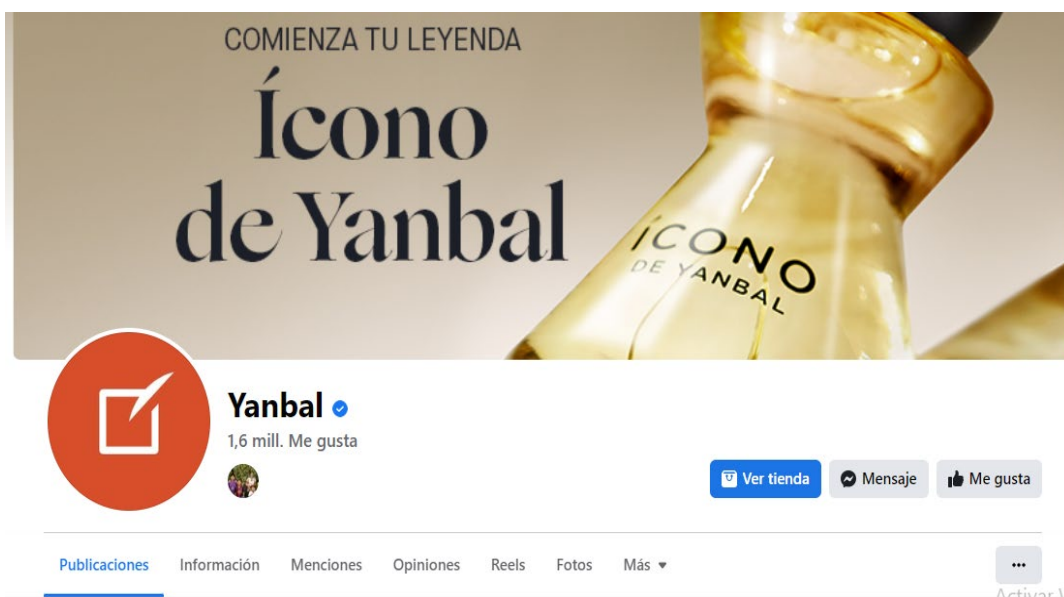 COMIENZA TU LEYENDA
Ícono
de Yanbal
ÍCONO
DE YANBAL
Yanbal
1,6 mill. Me gusta
Ver tienda
Mensaje
Me gusta
Publicaciones
Información
Menciones
Opiniones
Reels
Fotos
Más
Activar